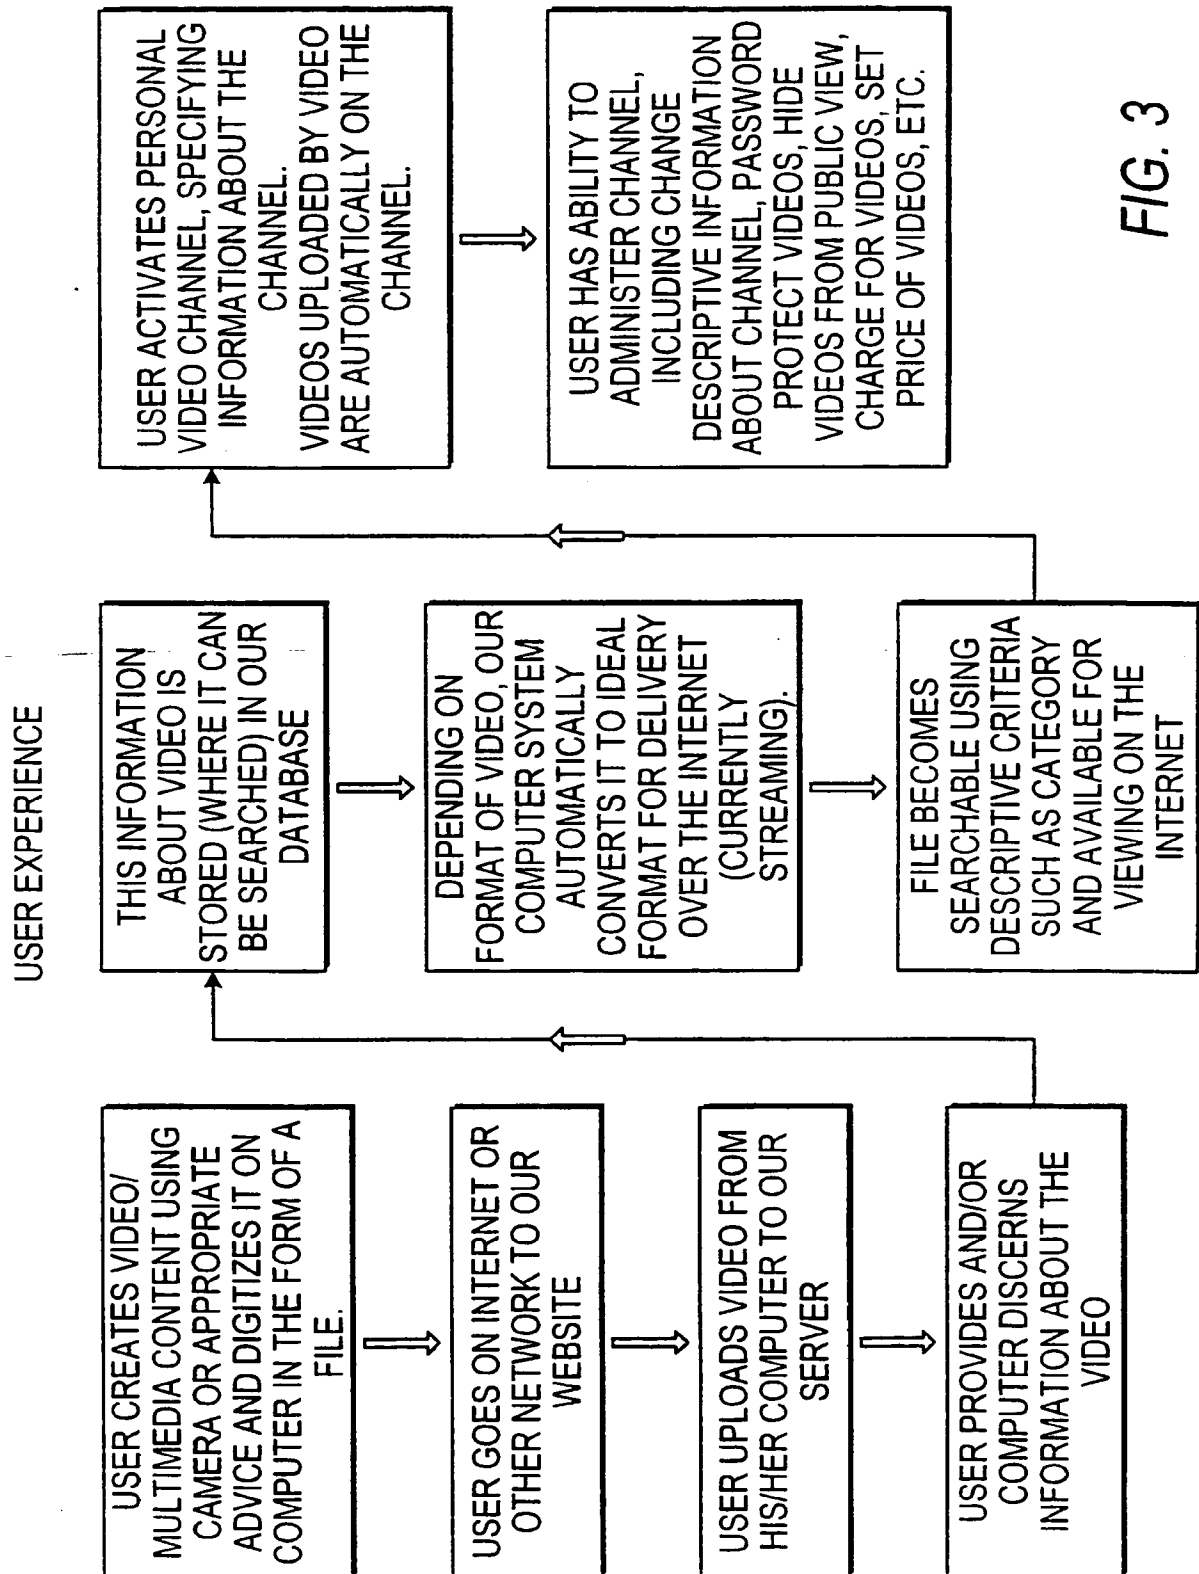 USER EXPERIENCE
USER CREATES VIDEO/
MULTIMEDIA CONTENT USING
CAMERA OR APPROPRIATE
ADVICE AND DIGITIZES IT ON
COMPUTER IN THE FORM OF A
FILE.
USER GOES ON INTERNET OR
OTHER NETWORK TO OUR
WEBSITE
USER UPLOADS VIDEO FROM
HIS/HER COMPUTER TO OUR
SERVER
USER PROVIDES AND/OR
COMPUTER DISCERNS
INFORMATION ABOUT THE
VIDEO
THIS INFORMATION
ABOUT VIDEO IS
STORED (WHERE IT CAN
BE SEARCHED) IN OUR
DATABASE
DEPENDING ON
FORMAT OF VIDEO, OUR
COMPUTER SYSTEM
AUTOMATICALLY
CONVERTS IT TO IDEAL
FORMAT FOR DELIVERY
OVER THE INTERNET
(CURRENTLY
STREAMING).
FILE BECOMES
SEARCHABLE USING
DESCRIPTIVE CRITERIA
SUCH AS CATEGORY
AND AVAILABLE FOR
VIEWING ON THE
INTERNET
USER ACTIVATES PERSONAL
VIDEO CHANNEL, SPECIFYING
INFORMATION ABOUT THE
CHANNEL.
VIDEOS UPLOADED BY VIDEO
ARE AUTOMATICALLY ON THE
CHANNEL.
USER HAS ABILITY TO
ADMINISTER CHANNEL,
INCLUDING CHANGE
DESCRIPTIVE INFORMATION
ABOUT CHANNEL, PASSWORD
PROTECT VIDEOS, HIDE
VIDEOS FROM PUBLIC VIEW,
CHARGE FOR VIDEOS, SET
PRICE OF VIDEOS, ETC.
FIG. 3